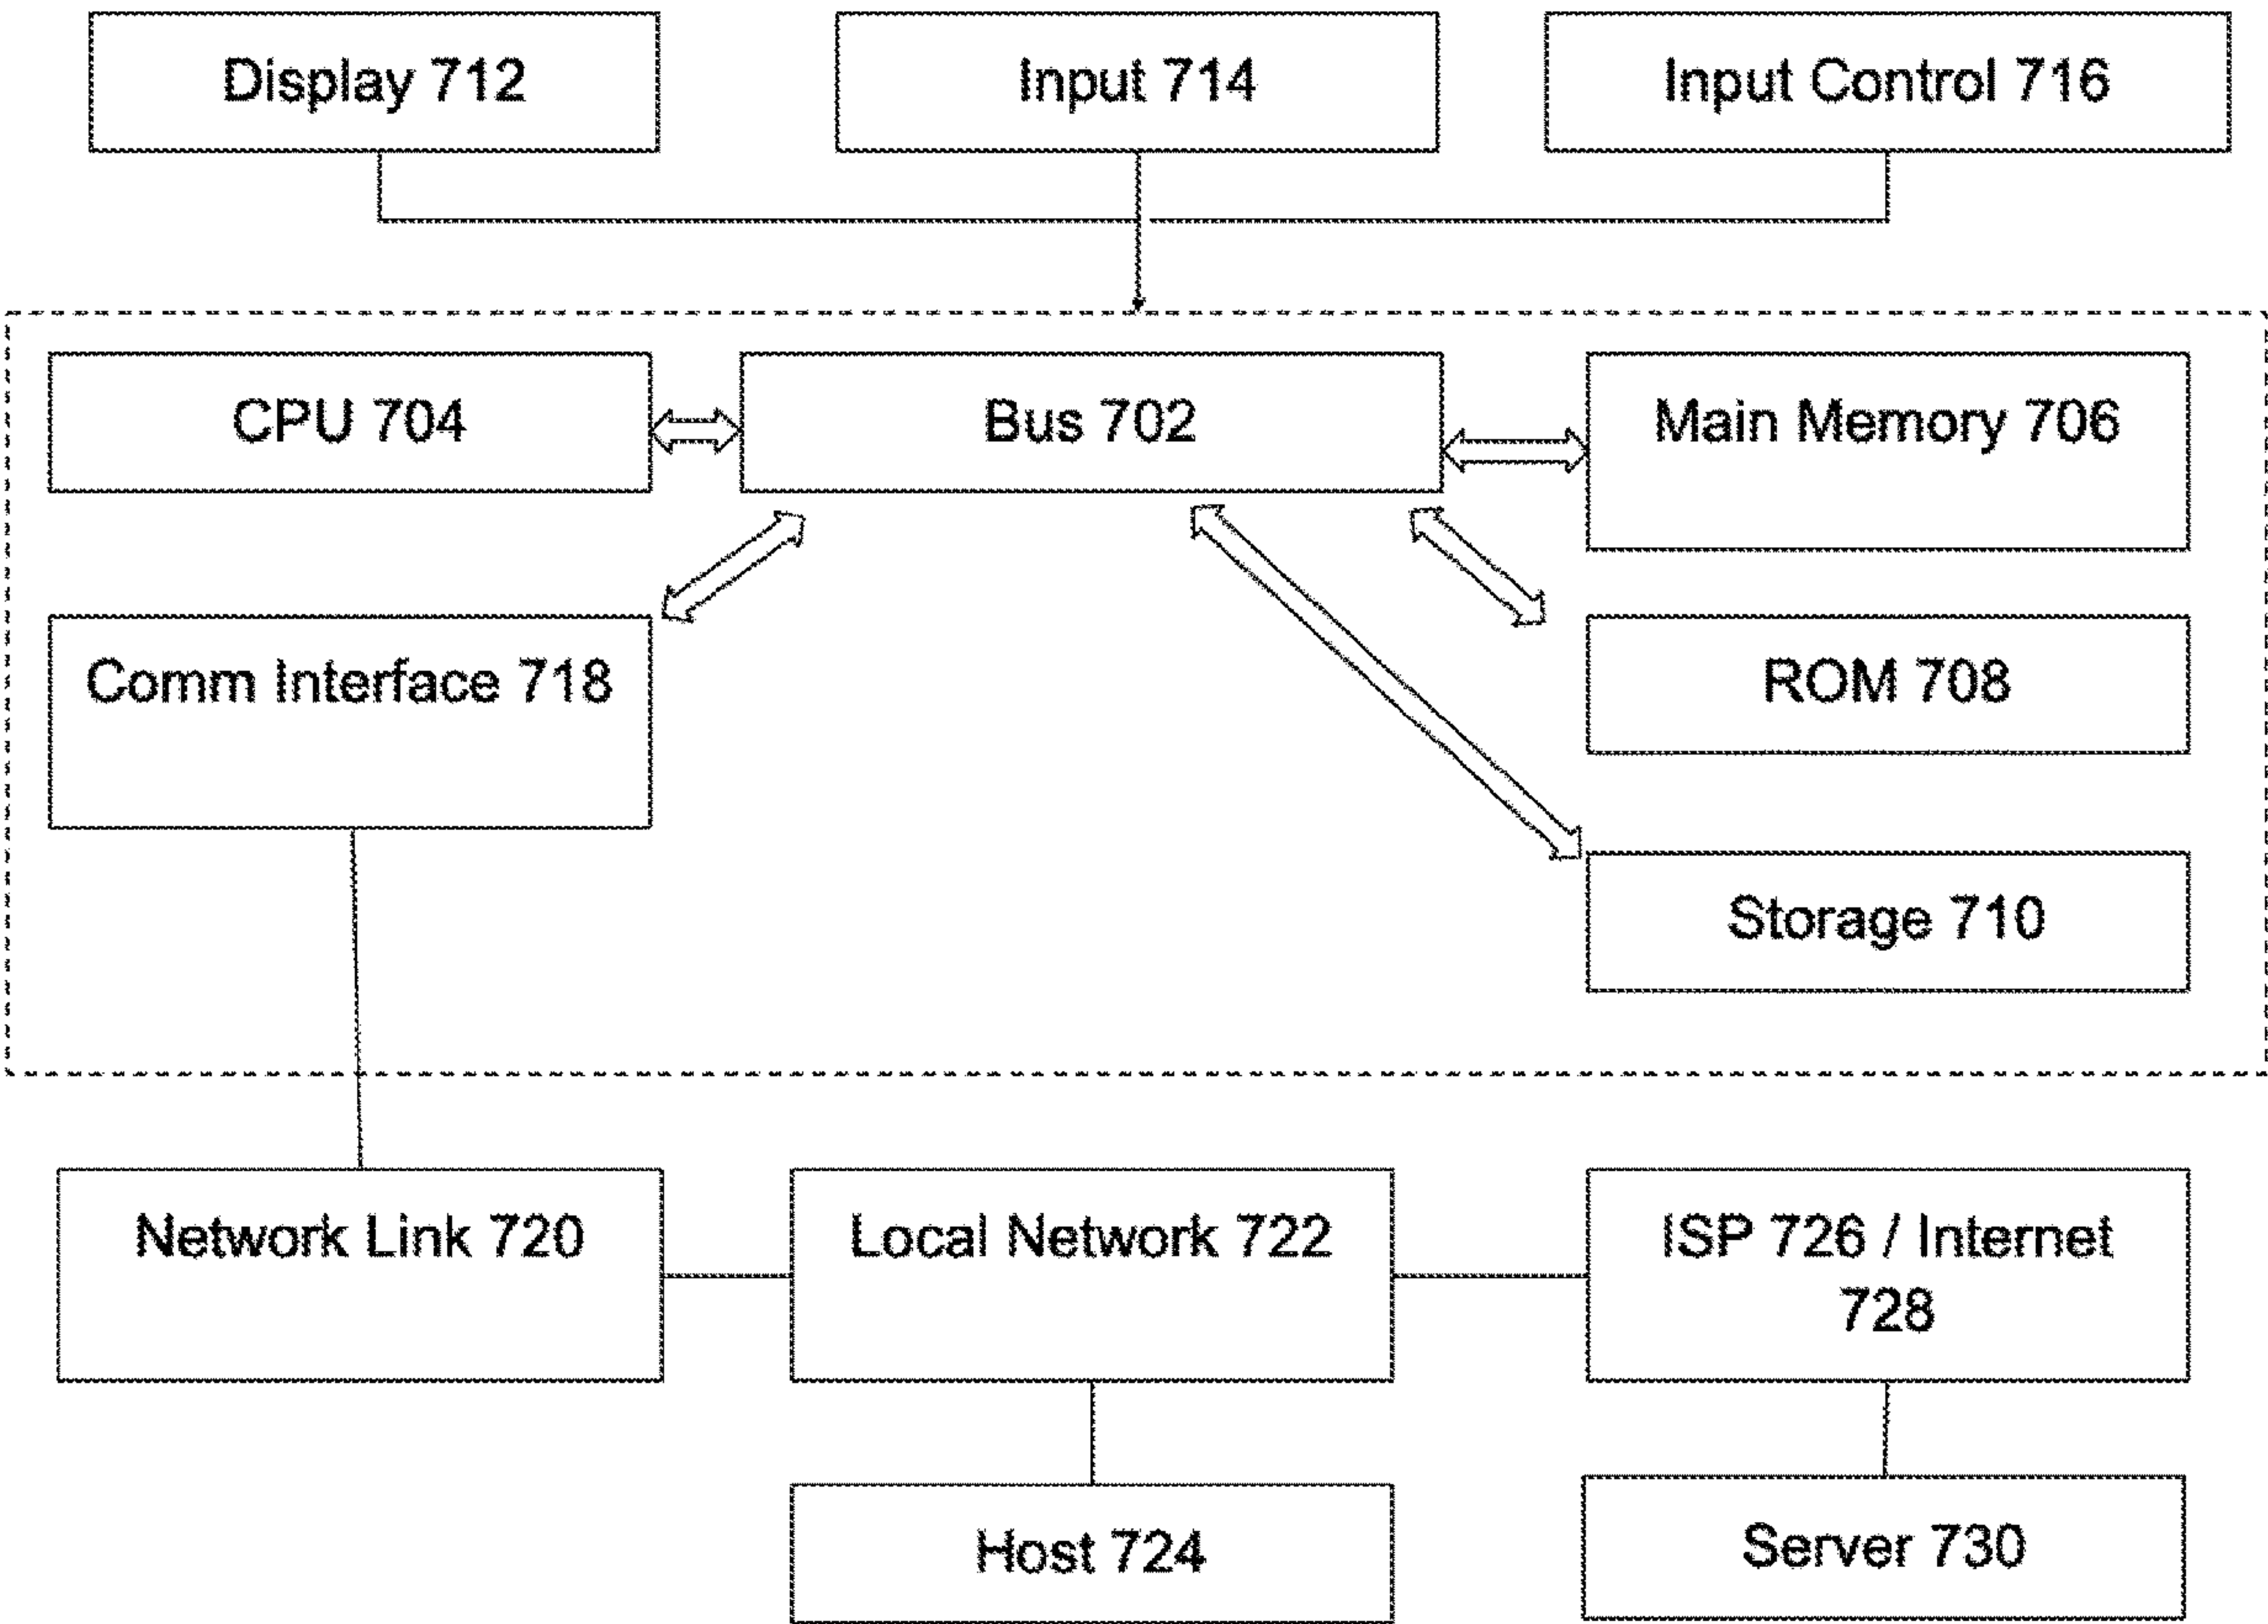 Display 712
Input 714
Input Control 716
CPU 704
Bus 702
Main Memory 706
Comm Interface 718
ROM 708
Storage 710
Network Link 720
Local Network 722
ISP 726 / Internet
728
Host 724
Server 730